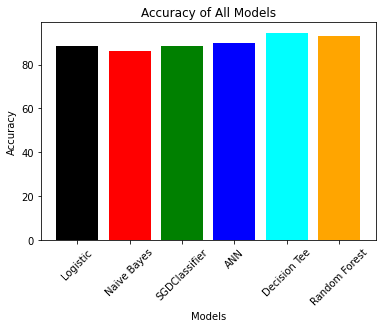 Accuracy of All Models
Accuracy
80
60
40
20
0
Logistic
Naive Bayes
SGDClassifier
ANN
Decision Tee
Random Forest
Models